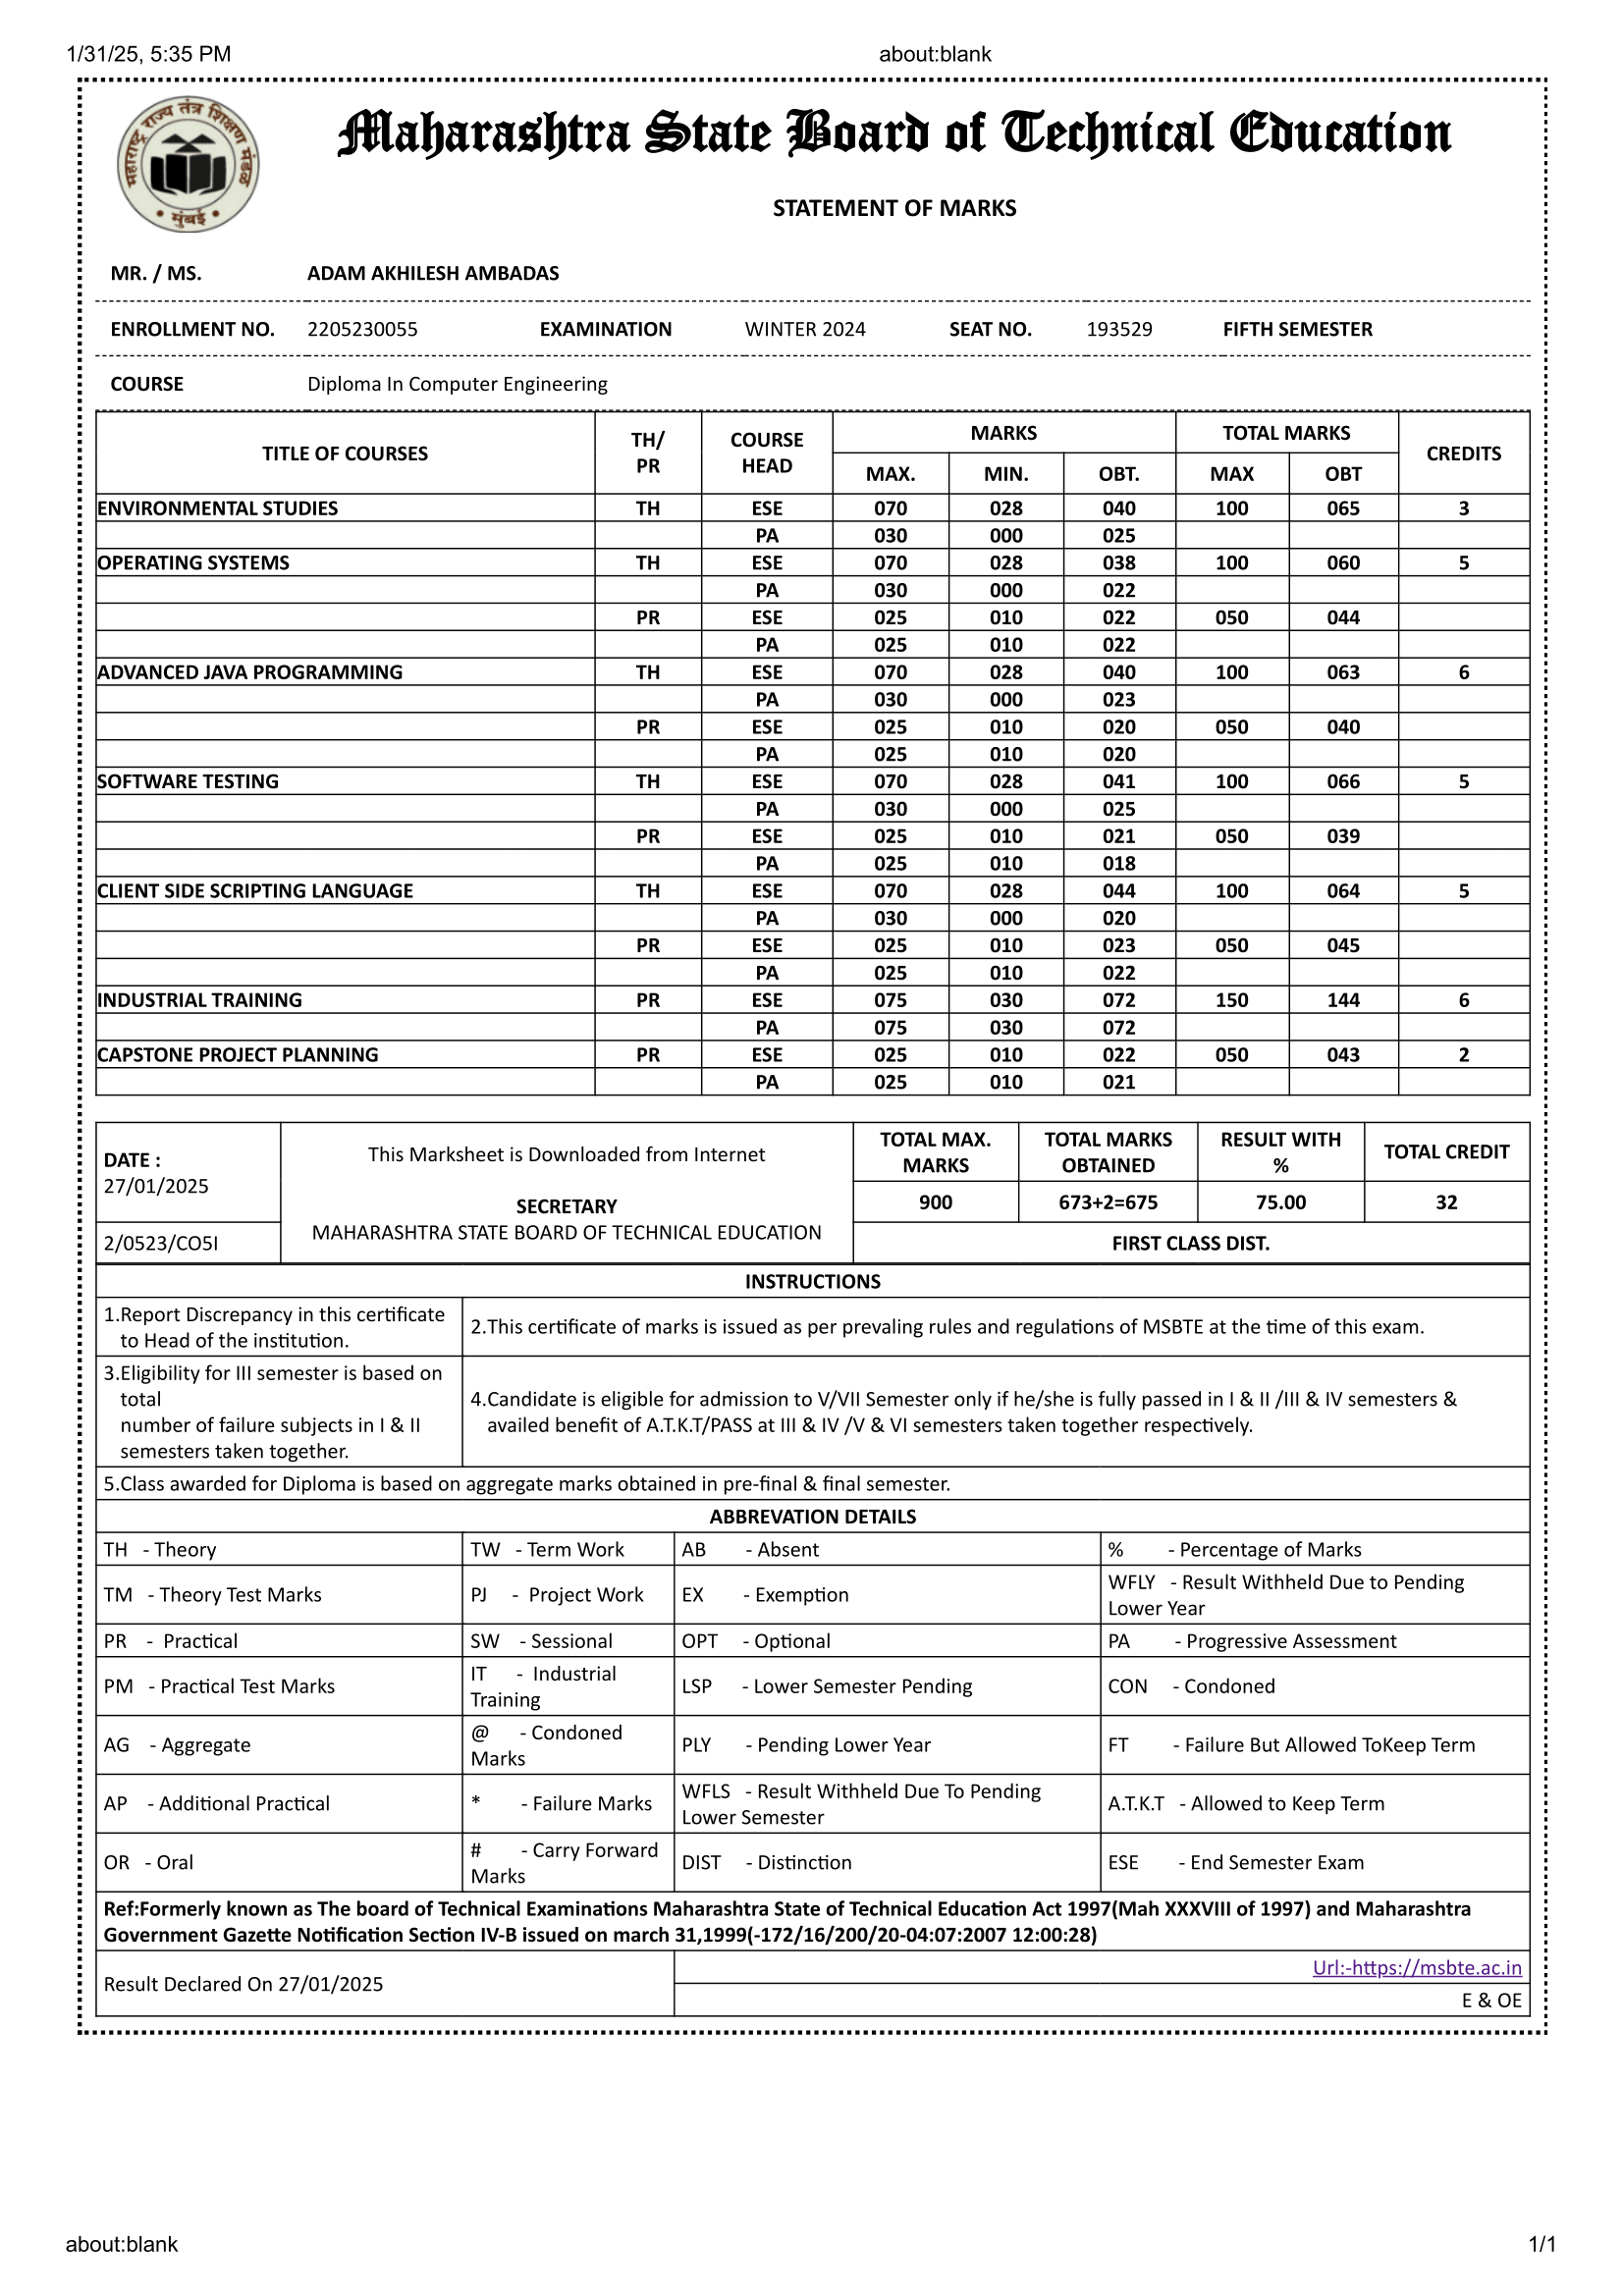 1/31/25, 5:35 PM about:blank
महाराष्ट्र राज्य तंत्र शिक्षण मंडळ
मुंबई
Maharashtra State Board of Technical Education
STATEMENT OF MARKS
MR. / MS. ADAM AKHILESH AMBADAS
ENROLLMENT NO. 2205230055 EXAMINATION WINTER 2024 SEAT NO. 193529 FIFTH SEMESTER
COURSE Diploma In Computer Engineering
TITLE OF COURSES TH/ PR COURSE HEAD MARKS TOTAL MARKS CREDITS
MAX. MIN. OBT. MAX OBT
ENVIRONMENTAL STUDIES TH ESE 070 028 040 100 065 3
PA 030 000 025
OPERATING SYSTEMS TH ESE 070 028 038 100 060 5
PA 030 000 022
PR ESE 025 010 022 050 044
PA 025 010 022
ADVANCED JAVA PROGRAMMING TH ESE 070 028 040 100 063 6
PA 030 000 023
PR ESE 025 010 020 050 040
PA 025 010 020
SOFTWARE TESTING TH ESE 070 028 041 100 066 5
PA 030 000 025
PR ESE 025 010 021 050 039
PA 025 010 018
CLIENT SIDE SCRIPTING LANGUAGE TH ESE 070 028 044 100 064 5
PA 030 000 020
PR ESE 025 010 023 050 045
PA 025 010 022
INDUSTRIAL TRAINING PR ESE 075 030 072 150 144 6
PA 075 030 072
CAPSTONE PROJECT PLANNING PR ESE 025 010 022 050 043 2
PA 025 010 021
DATE :
27/01/2025
2/0523/CO5I
This Marksheet is Downloaded from Internet
SECRETARY
MAHARASHTRA STATE BOARD OF TECHNICAL EDUCATION
TOTAL MAX. MARKS TOTAL MARKS OBTAINED RESULT WITH % TOTAL CREDIT
900 673+2=675 75.00 32
FIRST CLASS DIST.
INSTRUCTIONS
1.Report Discrepancy in this certificate
to Head of the institution.
2.This certificate of marks is issued as per prevaling rules and regulations of MSBTE at the time of this exam.
3.Eligibility for III semester is based on
total
number of failure subjects in I & II
semesters taken together.
4.Candidate is eligible for admission to V/VII Semester only if he/she is fully passed in I & II /III & IV semesters &
availed benefit of A.T.K.T/PASS at III & IV /V & VI semesters taken together respectively.
5.Class awarded for Diploma is based on aggregate marks obtained in pre-final & final semester.
ABBREVATION DETAILS
TH - Theory TW - Term Work AB - Absent % - Percentage of Marks
TM - Theory Test Marks PJ - Project Work EX - Exemption WFLY - Result Withheld Due to Pending
Lower Year
PR - Practical SW - Sessional OPT - Optional PA - Progressive Assessment
PM - Practical Test Marks IT - Industrial Training LSP - Lower Semester Pending CON - Condoned
AG - Aggregate @ - Condoned Marks PLY - Pending Lower Year FT - Failure But Allowed ToKeep Term
AP - Additional Practical * - Failure Marks WFLS - Result Withheld Due To Pending Lower Semester A.T.K.T - Allowed to Keep Term
OR - Oral # - Carry Forward Marks DIST - Distinction ESE - End Semester Exam
Ref:Formerly known as The board of Technical Examinations Maharashtra State of Technical Education Act 1997(Mah XXXVIII of 1997) and Maharashtra
Government Gazette Notification Section IV-B issued on march 31,1999(-172/16/200/20-04:07:2007 12:00:28)
Result Declared On 27/01/2025
Url:-https://msbte.ac.in
E & OE
about:blank 1/1